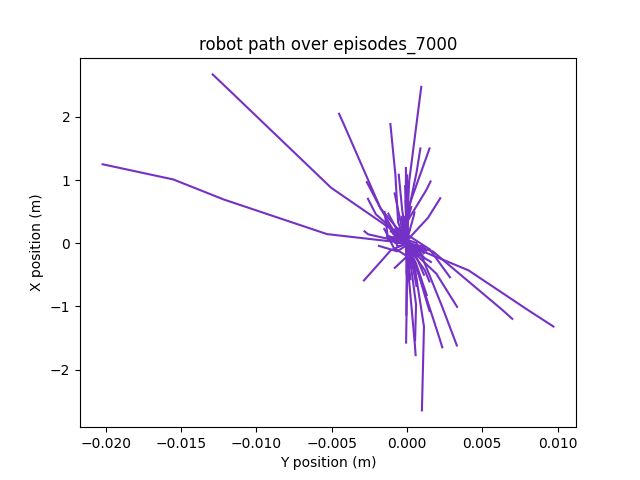 robot path over episodes_7000
X position (m)
2
1
0
−1
−2
−0.020 −0.015 −0.010 −0.005 0.000 0.005 0.010
Y position (m)